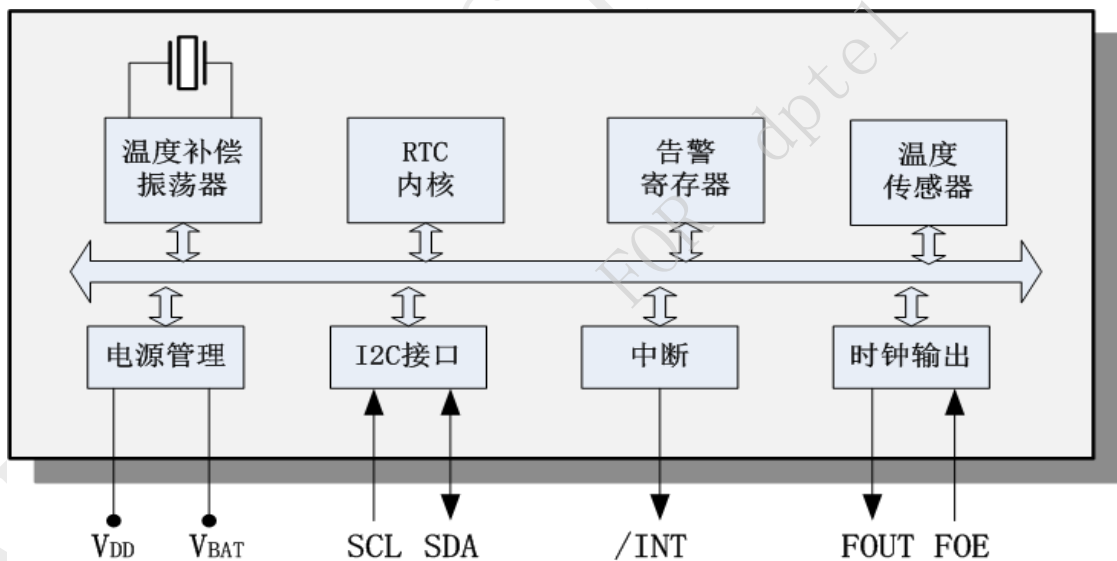 温度补偿
振荡器
RTC
内核
告警
寄存器
温度
传感器
电源管理
I2C接口
中断
时钟输出
VDD VBAT SCL SDA /INT FOUT FOE
FOR dptel